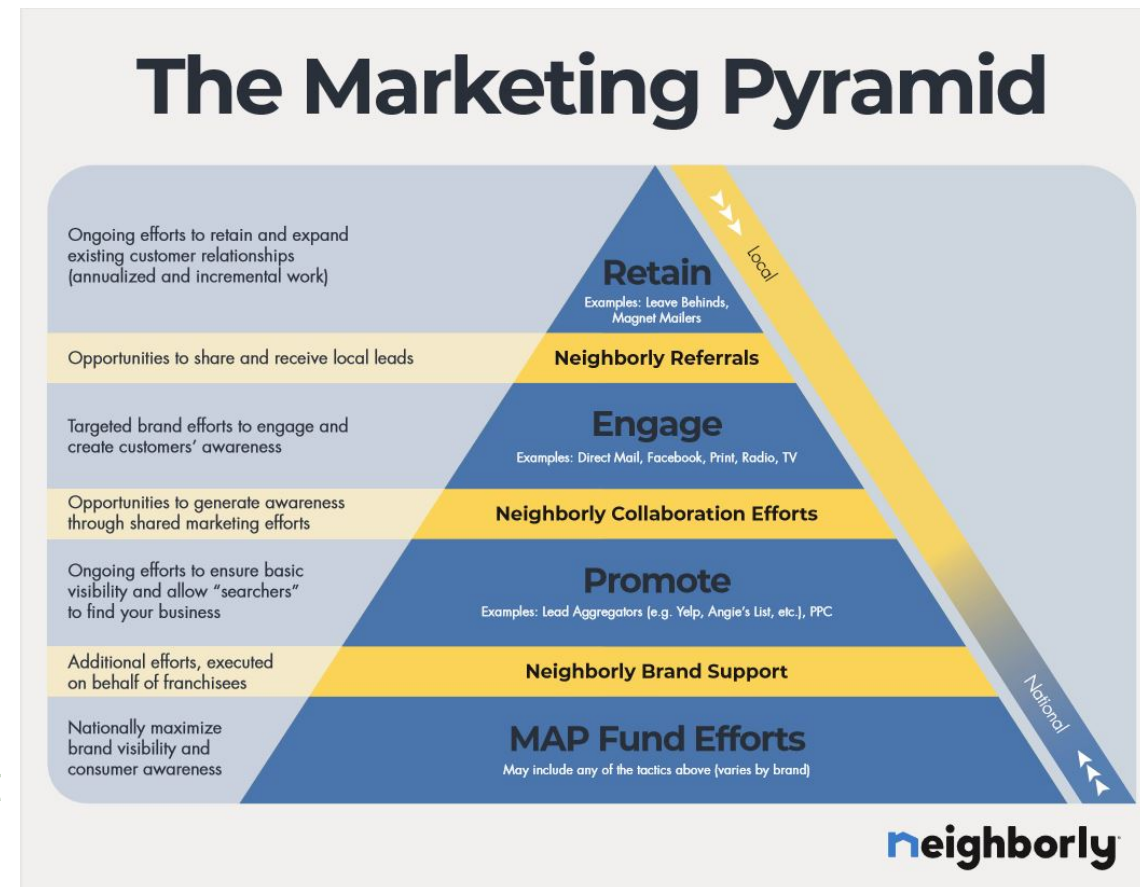 The Marketing Pyramid
Ongoing efforts to retain and expand
existing customer relationships
(annualized and incremental work)
Retain
Examples: Leave Behinds,
Magnet Mailers
Local
Opportunities to share and receive local leads
Neighborly Referrals
Targeted brand efforts to engage and
create customers’ awareness
Engage
Examples: Direct Mail, Facebook, Print, Radio, TV
Opportunities to generate awareness
through shared marketing efforts
Neighborly Collaboration Efforts
Ongoing efforts to ensure basic
visibility and allow “searchers”
to find your business
Promote
Examples: Lead Aggregators (e.g. Yelp, Angie’s List, etc.), PPC
Additional efforts, executed
on behalf of franchisees
Neighborly Brand Support
National
Nationally maximize
brand visibility and
consumer awareness
MAP Fund Efforts
May include any of the tactics above (varies by brand)
neighborly